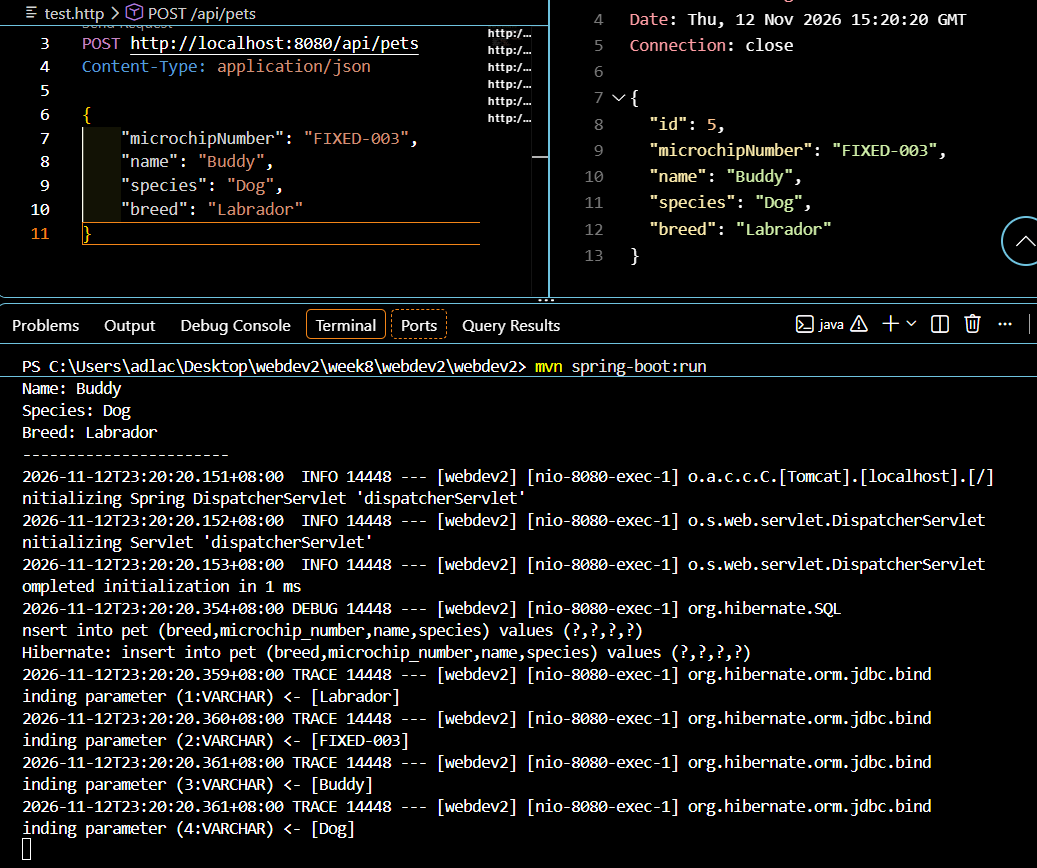 test.http > POST /api/pets
Send Request
3 POST http://localhost:8080/api/pets
4 Content-Type: application/json
5
6 {
7 "microchipNumber": "FIXED-003",
8 "name": "Buddy",
9 "species": "Dog",
10 "breed": "Labrador"
11 }
http:/...
http:/...
http:/...
http:/...
http:/...
http:/...
4 Date: Thu, 12 Nov 2026 15:20:20 GMT
5 Connection: close
6
7 {
8 "id": 5,
9 "microchipNumber": "FIXED-003",
10 "name": "Buddy",
11 "species": "Dog",
12 "breed": "Labrador"
13 }
Problems Output Debug Console Terminal Ports Query Results java
PS C:\Users\adlac\Desktop\webdev2\week8\webdev2\webdev2> mvn spring-boot:run
Name: Buddy
Species: Dog
Breed: Labrador
-----------------------
2026-11-12T23:20:20.151+08:00  INFO 14448 --- [webdev2] [nio-8080-exec-1] o.a.c.c.C.[Tomcat].[localhost].[/]
nitializing Spring DispatcherServlet 'dispatcherServlet'
2026-11-12T23:20:20.152+08:00  INFO 14448 --- [webdev2] [nio-8080-exec-1] o.s.web.servlet.DispatcherServlet
nitializing Servlet 'dispatcherServlet'
2026-11-12T23:20:20.153+08:00  INFO 14448 --- [webdev2] [nio-8080-exec-1] o.s.web.servlet.DispatcherServlet
ompleted initialization in 1 ms
2026-11-12T23:20:20.354+08:00 DEBUG 14448 --- [webdev2] [nio-8080-exec-1] org.hibernate.SQL
nsert into pet (breed,microchip_number,name,species) values (?,?,?,?)
Hibernate: insert into pet (breed,microchip_number,name,species) values (?,?,?,?)
2026-11-12T23:20:20.359+08:00 TRACE 14448 --- [webdev2] [nio-8080-exec-1] org.hibernate.orm.jdbc.bind
inding parameter (1:VARCHAR) <- [Labrador]
2026-11-12T23:20:20.360+08:00 TRACE 14448 --- [webdev2] [nio-8080-exec-1] org.hibernate.orm.jdbc.bind
inding parameter (2:VARCHAR) <- [FIXED-003]
2026-11-12T23:20:20.361+08:00 TRACE 14448 --- [webdev2] [nio-8080-exec-1] org.hibernate.orm.jdbc.bind
inding parameter (3:VARCHAR) <- [Buddy]
2026-11-12T23:20:20.361+08:00 TRACE 14448 --- [webdev2] [nio-8080-exec-1] org.hibernate.orm.jdbc.bind
inding parameter (4:VARCHAR) <- [Dog]